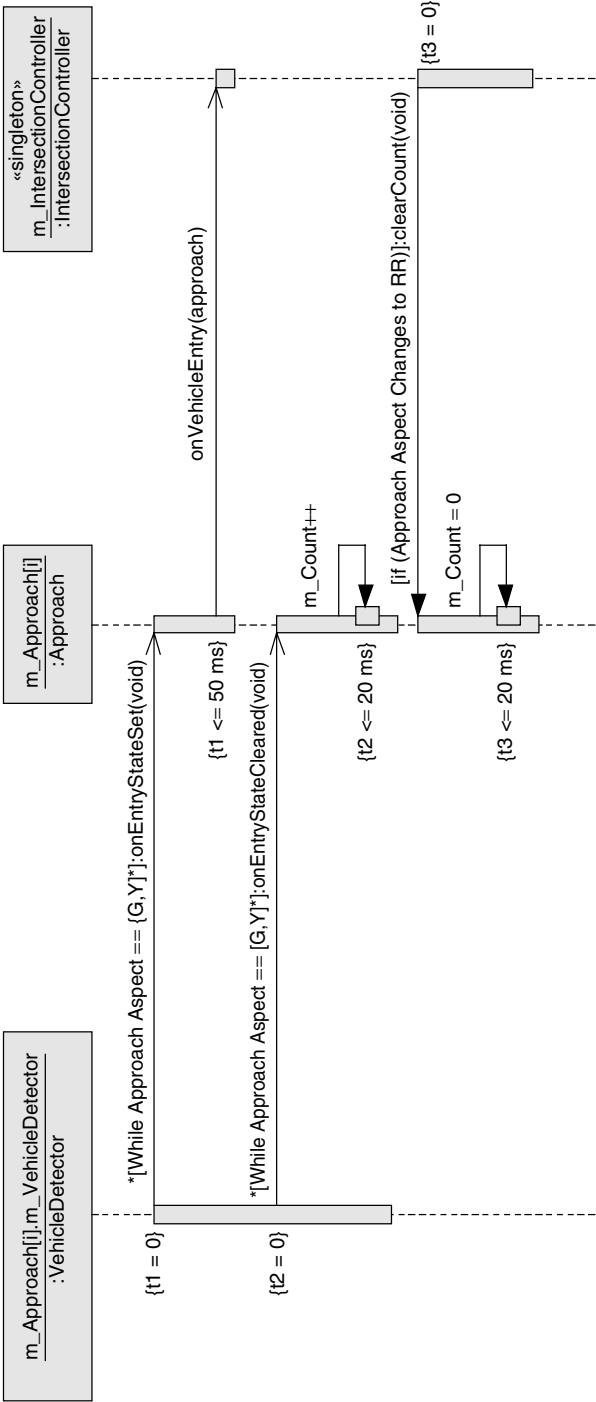 m_Approach[i].m_VehicleDetector
:VehicleDetector
m_Approach[i]
:Approach
«singleton»
m_IntersectionController
:IntersectionController
{t1 = 0}
*[While Approach Aspect == {G,Y]*]:onEntryStateSet(void)
onVehicleEntry(approach)
{t1 <= 50 ms}
{t2 = 0}
*[While Approach Aspect == [G,Y]*]:onEntryStateCleared(void)
m_Count++
{t2 <= 20 ms}
[if (Approach Aspect Changes to RR)]:clearCount(void)
{t3 = 0}
m_Count = 0
{t3 <= 20 ms}